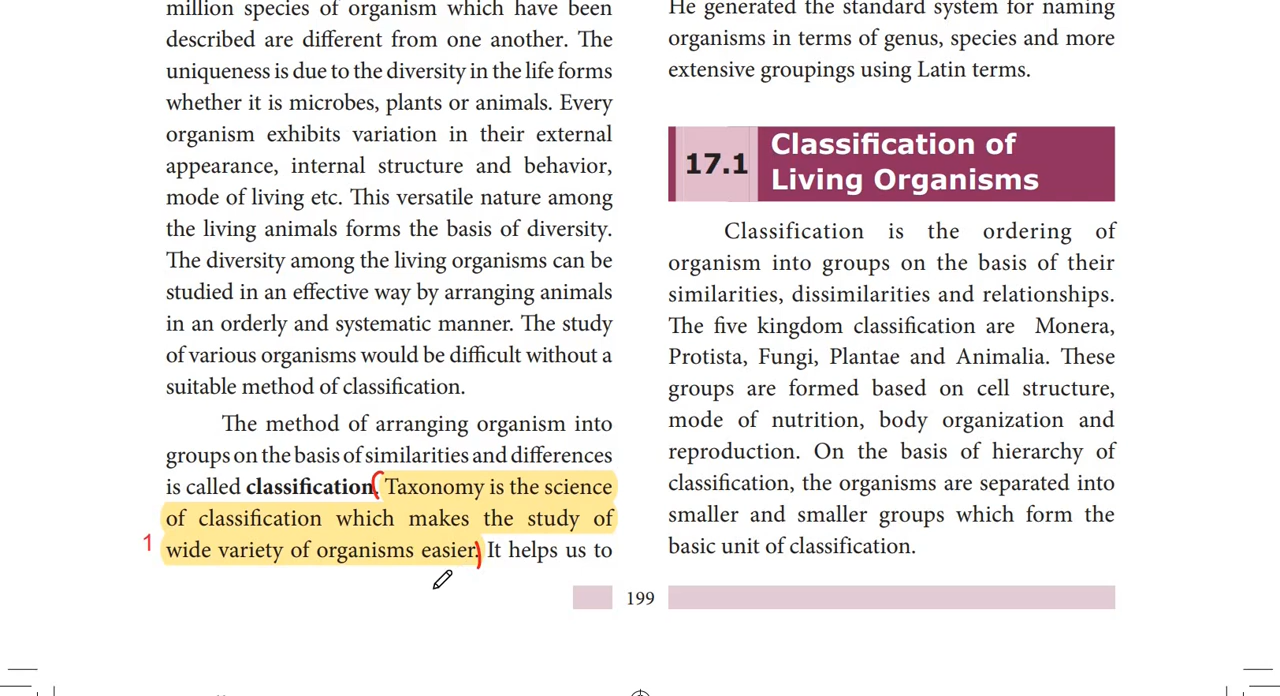 million species of organism which have been
described are different from one another. The
uniqueness is due to the diversity in the life forms
whether it is microbes, plants or animals. Every
organism exhibits variation in their external
appearance, internal structure and behavior,
mode of living etc. This versatile nature among
the living animals forms the basis of diversity.
The diversity among the living organisms can be
studied in an effective way by arranging animals
in an orderly and systematic manner. The study
of various organisms would be difficult without a
suitable method of classification.
The method of arranging organism into
groups on the basis of similarities and differences
is called classification. Taxonomy is the science
of classification which makes the study of
1 wide variety of organisms easier. It helps us to
He generated the standard system for naming
organisms in terms of genus, species and more
extensive groupings using Latin terms.
17.1 Classification of
Living Organisms
Classification is the ordering of
organism into groups on the basis of their
similarities, dissimilarities and relationships.
The five kingdom classification are Monera,
Protista, Fungi, Plantae and Animalia. These
groups are formed based on cell structure,
mode of nutrition, body organization and
reproduction. On the basis of hierarchy of
classification, the organisms are separated into
smaller and smaller groups which form the
basic unit of classification.
199